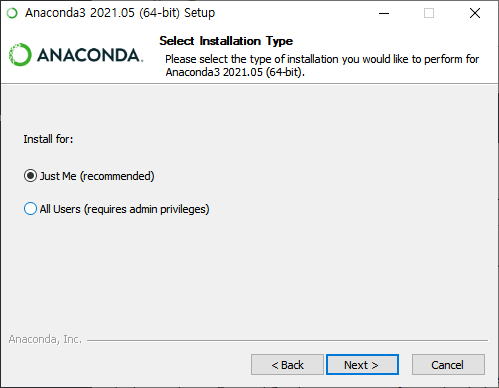 Anaconda3 2021.05 (64-bit) Setup
ANACONDA.
Select Installation Type
Please select the type of installation you would like to perform for
Anaconda3 2021.05 (64-bit).
Install for:
Just Me (recommended)
All Users (requires admin privileges)
Anaconda, Inc.
< Back
Next >
Cancel